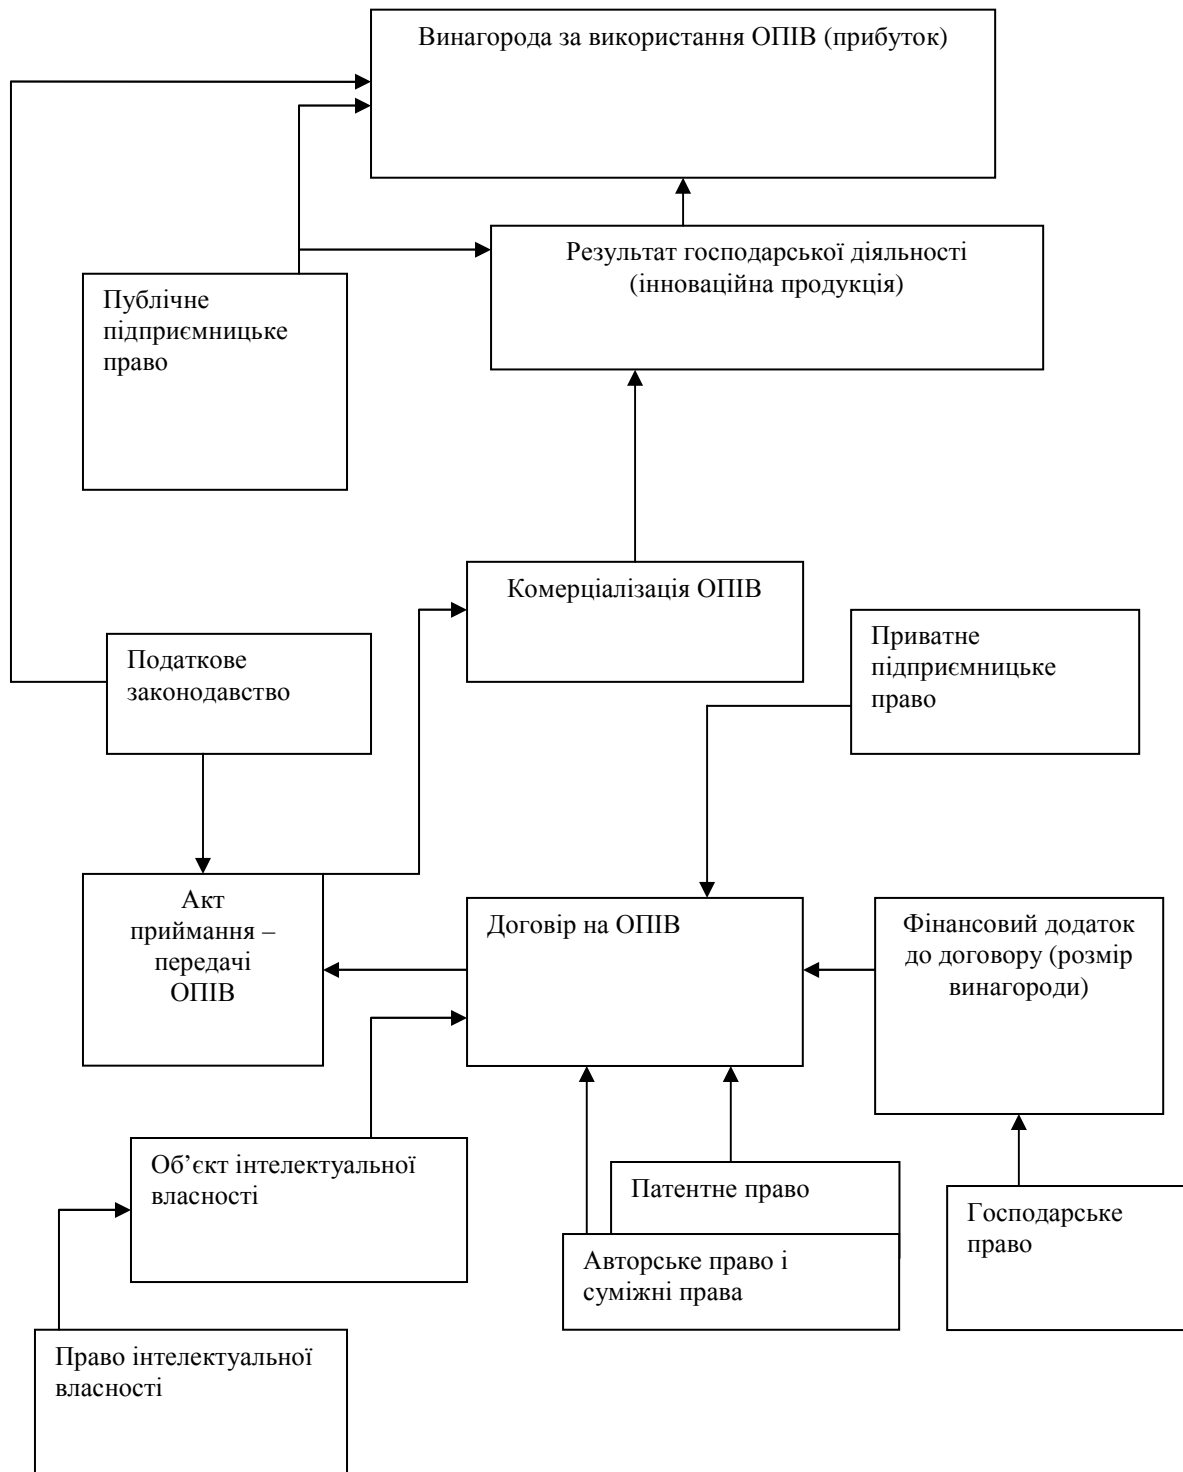 Винагорода за використання ОПІВ (прибуток)
Результат господарської діяльності
(інноваційна продукція)
Публічне
підприємницьке
право
Комерціалізація ОПІВ
Приватне
підприємницьке
право
Податкове
законодавство
Акт
приймання –
передачі
ОПІВ
Договір на ОПІВ
Фінансовий додаток
до договору (розмір
винагороди)
Об’єкт інтелектуальної
власності
Патентне право
Авторське право і
суміжні права
Господарське
право
Право інтелектуальної
власності